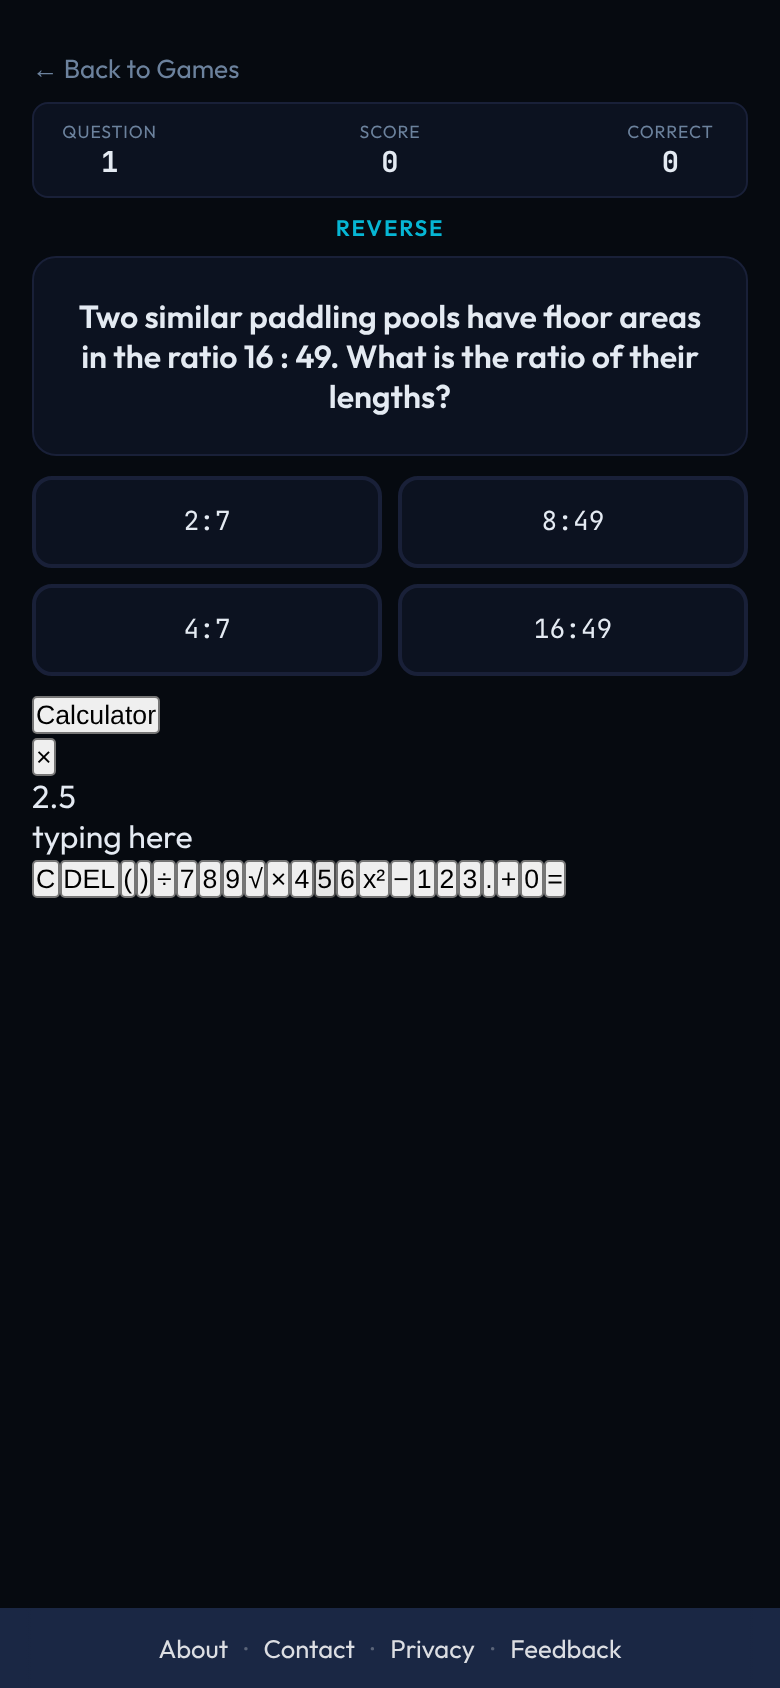 ← Back to Games
QUESTION SCORE CORRECT
1 0 0
REVERSE
Two similar paddling pools have floor areas
in the ratio 16 : 49. What is the ratio of their
lengths?
2:7 8:49
4:7 16:49
Calculator
×
2.5
typing here
C DEL ( ) ÷ 7 8 9 √ × 4 5 6 x² − 1 2 3 . + 0 =
About · Contact · Privacy · Feedback